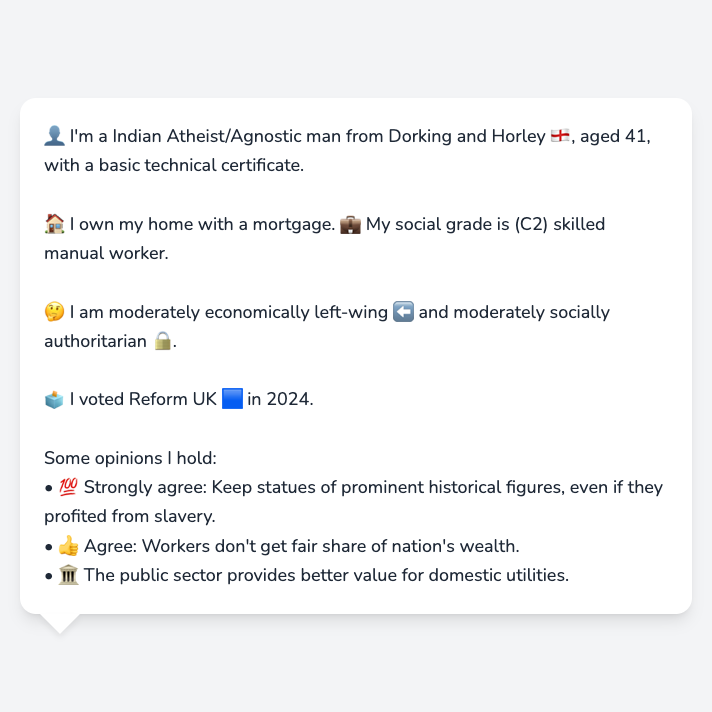 👤 I'm a Indian Atheist/Agnostic man from Dorking and Horley 🏴󠁧󠁢󠁥󠁮󠁧󠁿, aged 41,
with a basic technical certificate.
🏠 I own my home with a mortgage. 💼 My social grade is (C2) skilled
manual worker.
🤔 I am moderately economically left-wing ⬅️ and moderately socially
authoritarian 🔒.
🗳️ I voted Reform UK 🟦 in 2024.
Some opinions I hold:
• 💯 Strongly agree: Keep statues of prominent historical figures, even if they
profited from slavery.
• 👍 Agree: Workers don't get fair share of nation's wealth.
• 🏛️ The public sector provides better value for domestic utilities.